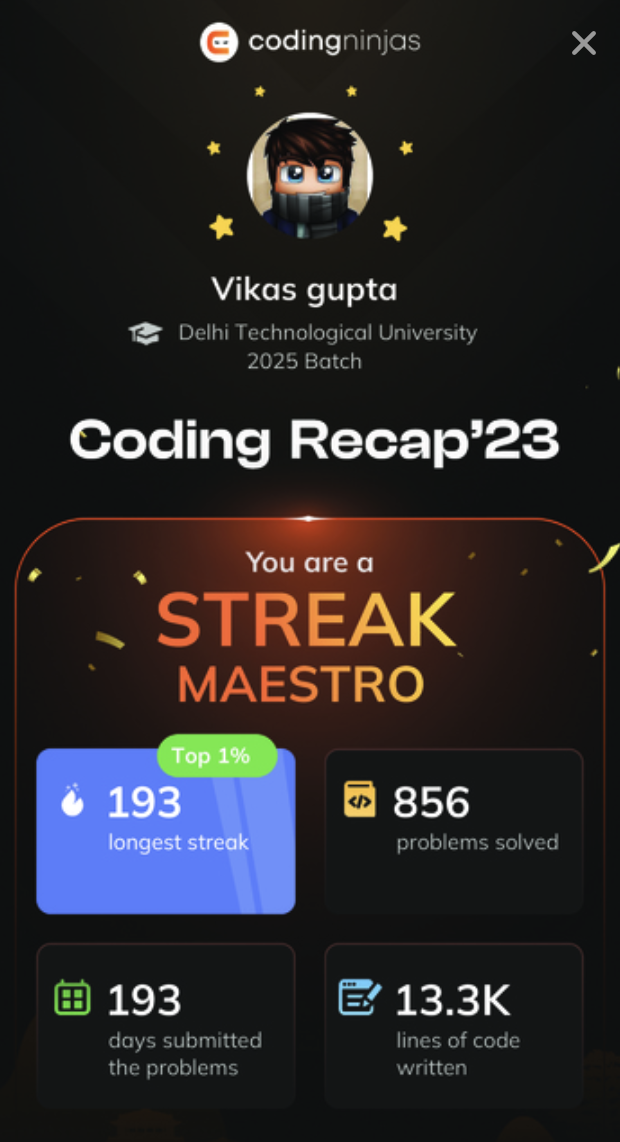 codingninjas
Vikas gupta
Delhi Technological University
2025 Batch
Coding Recap’23
You are a
STREAK
MAESTRO
Top 1%
193
longest streak
856
problems solved
193
days submitted
the problems
13.3K
lines of code
written